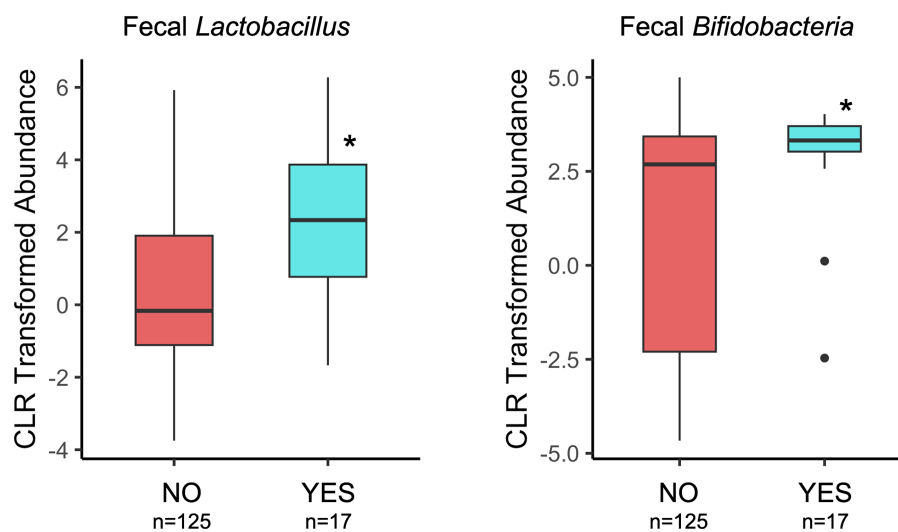 Fecal Lactobacillus
CLR Transformed Abundance
6
4
2
0
-2
-4
*
NO
YES
n=125
n=17
Fecal Bifidobacteria
CLR Transformed Abundance
5.0
2.5
0.0
-2.5
-5.0
*
NO
YES
n=125
n=17